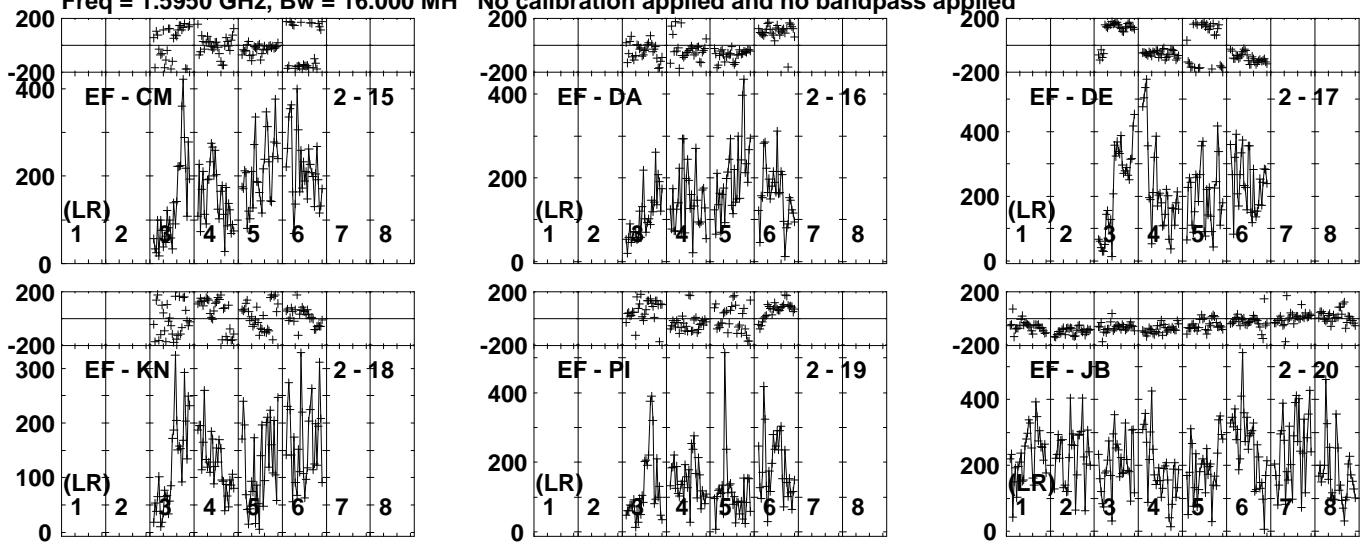 Freq = 1.5950 GHz, Bw = 16.000 MH No calibration applied and no bandpass applied
200 200 200
-200 -200 -200
400 EF - CM 2 - 15 400 EF - DA 2 - 16 EF - DE 2 - 17
400
200 200 200
(LR) (LR) (LR)
1 2 3 4 5 6 7 8 1 2 3 4 5 6 7 8 1 2 3 4 5 6 7 8
0 0 0
200 200 200
-200 -200 -200
300 EF - KN 2 - 18 EF - PI 2 - 19 EF - JB 2 - 20
400 400
200 200 200
100
(LR) (LR) (LR)
1 2 3 4 5 6 7 8 1 2 3 4 5 6 7 8 1 2 3 4 5 6 7 8
0 0 0